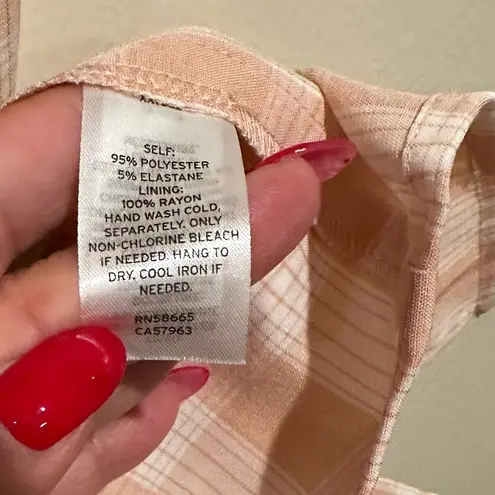 SELF:
95% POLYESTER
5% ELASTANE
LINING:
100% RAYON
HAND WASH COLD,
SEPARATELY. ONLY
NON-CHLORINE BLEACH
IF NEEDED. HANG TO
DRY. COOL IRON IF
NEEDED.
RN58665
CA57963